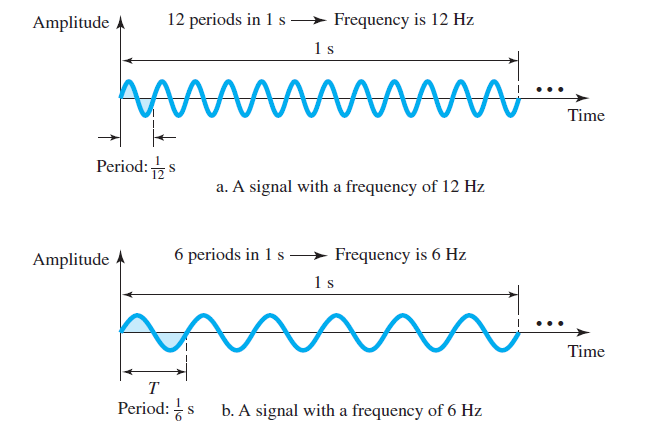 Amplitude
12 periods in 1 s → Frequency is 12 Hz
1 s
•••
Time
Period: 1/12 s
a. A signal with a frequency of 12 Hz
Amplitude
6 periods in 1 s → Frequency is 6 Hz
1 s
•••
Time
T
Period: 1/6 s
b. A signal with a frequency of 6 Hz